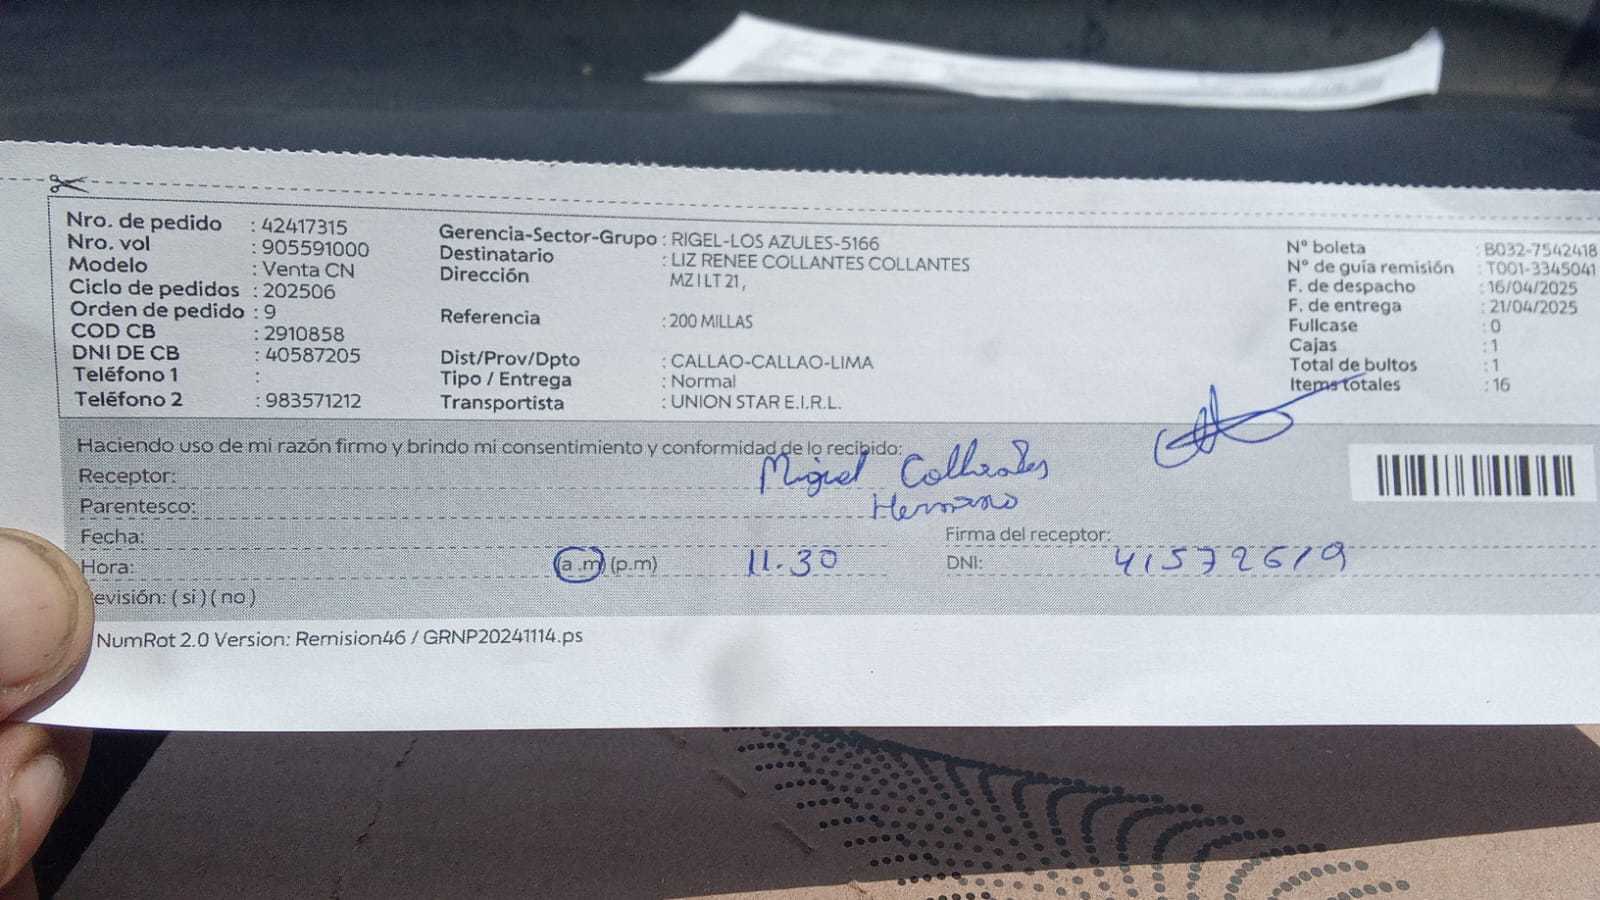 Nro. de pedido : 42417315
Nro. vol : 905591000
Modelo : Venta CN
Ciclo de pedidos : 202506
Orden de pedido : 9
COD CB : 2910858
DNI DE CB : 40587205
Teléfono 1 :
Teléfono 2 : 983571212
Gerencia-Sector-Grupo : RIGEL-LOS AZULES-5166
Destinatario : LIZ RENEE COLLANTES COLLANTES
Dirección MZ I LT 21 ,
Referencia : 200 MILLAS
Dist/Prov/Dpto : CALLAO-CALLAO-LIMA
Tipo / Entrega : Normal
Transportista : UNION STAR E.I.R.L.
N° boleta : B032-7542418
N° de guía remisión : T001-3345041
F. de despacho : 16/04/2025
F. de entrega : 21/04/2025
Fullcase : 0
Cajas : 1
Total de bultos : 1
Items totales : 16
Haciendo uso de mi razón firmo y brindo mi consentimiento y conformidad de lo recibido:
Receptor: Miguel Collantes
Parentesco: Hermano
Fecha: Firma del receptor:
Hora: (a .m) (p.m) 11.30 DNI: 41572619
evisión: ( si ) ( no )
NumRot 2.0 Version: Remision46 / GRNP20241114.ps